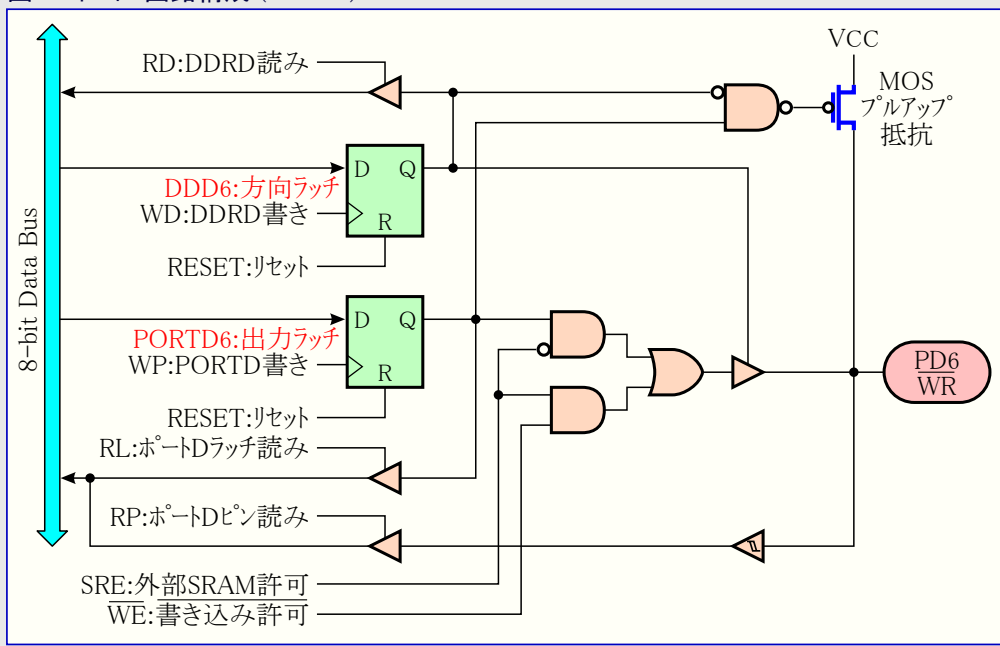 VCC
RD:DDRD読み
MOS
プルアップ
抵抗
D
Q
DDD6:方向ラッチ
WD:DDRD書き
R
RESET:リセット
8-bit Data Bus
D
Q
PORTD6:出力ラッチ
WP:PORTD書き
R
PD6
WR
RESET:リセット
RL:ポートDラッチ読み
RP:ポートDピン読み
SRE:外部SRAM許可
WE:書き込み許可